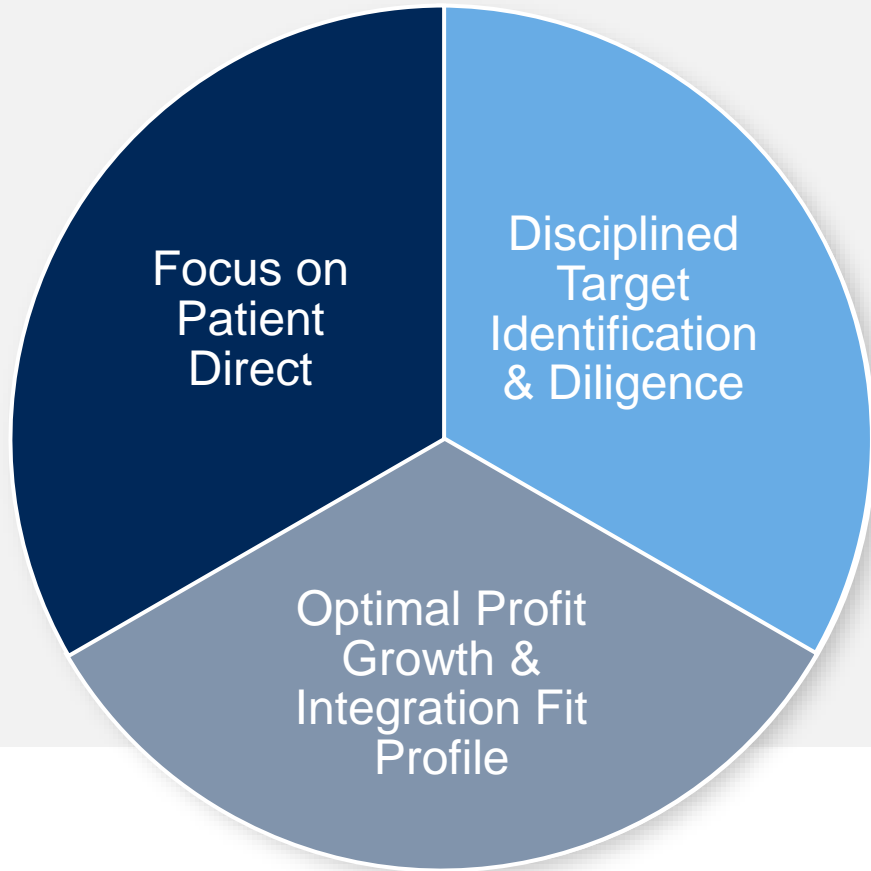 Focus on
Patient
Direct
Disciplined
Target
Identification
& Diligence
Optimal Profit
Growth &
Integration Fit
Profile